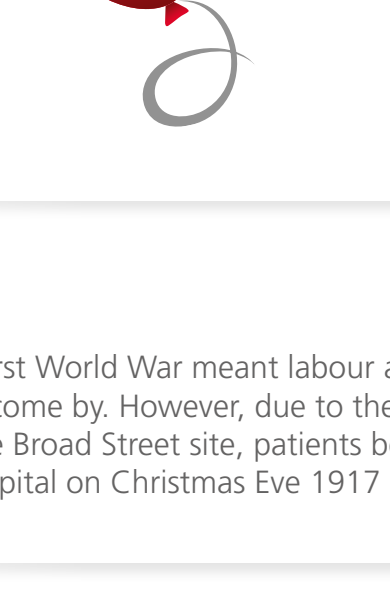 rst World War meant labour a
come by. However, due to the
e Broad Street site, patients b
pital on Christmas Eve 1917